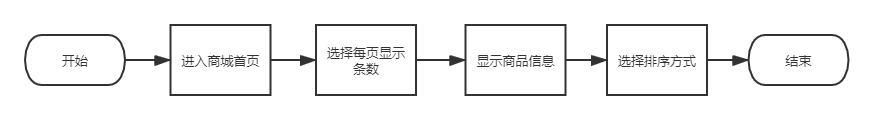 开始
进入商城首页
选择每页显示
条数
显示商品信息
选择排序方式
结束